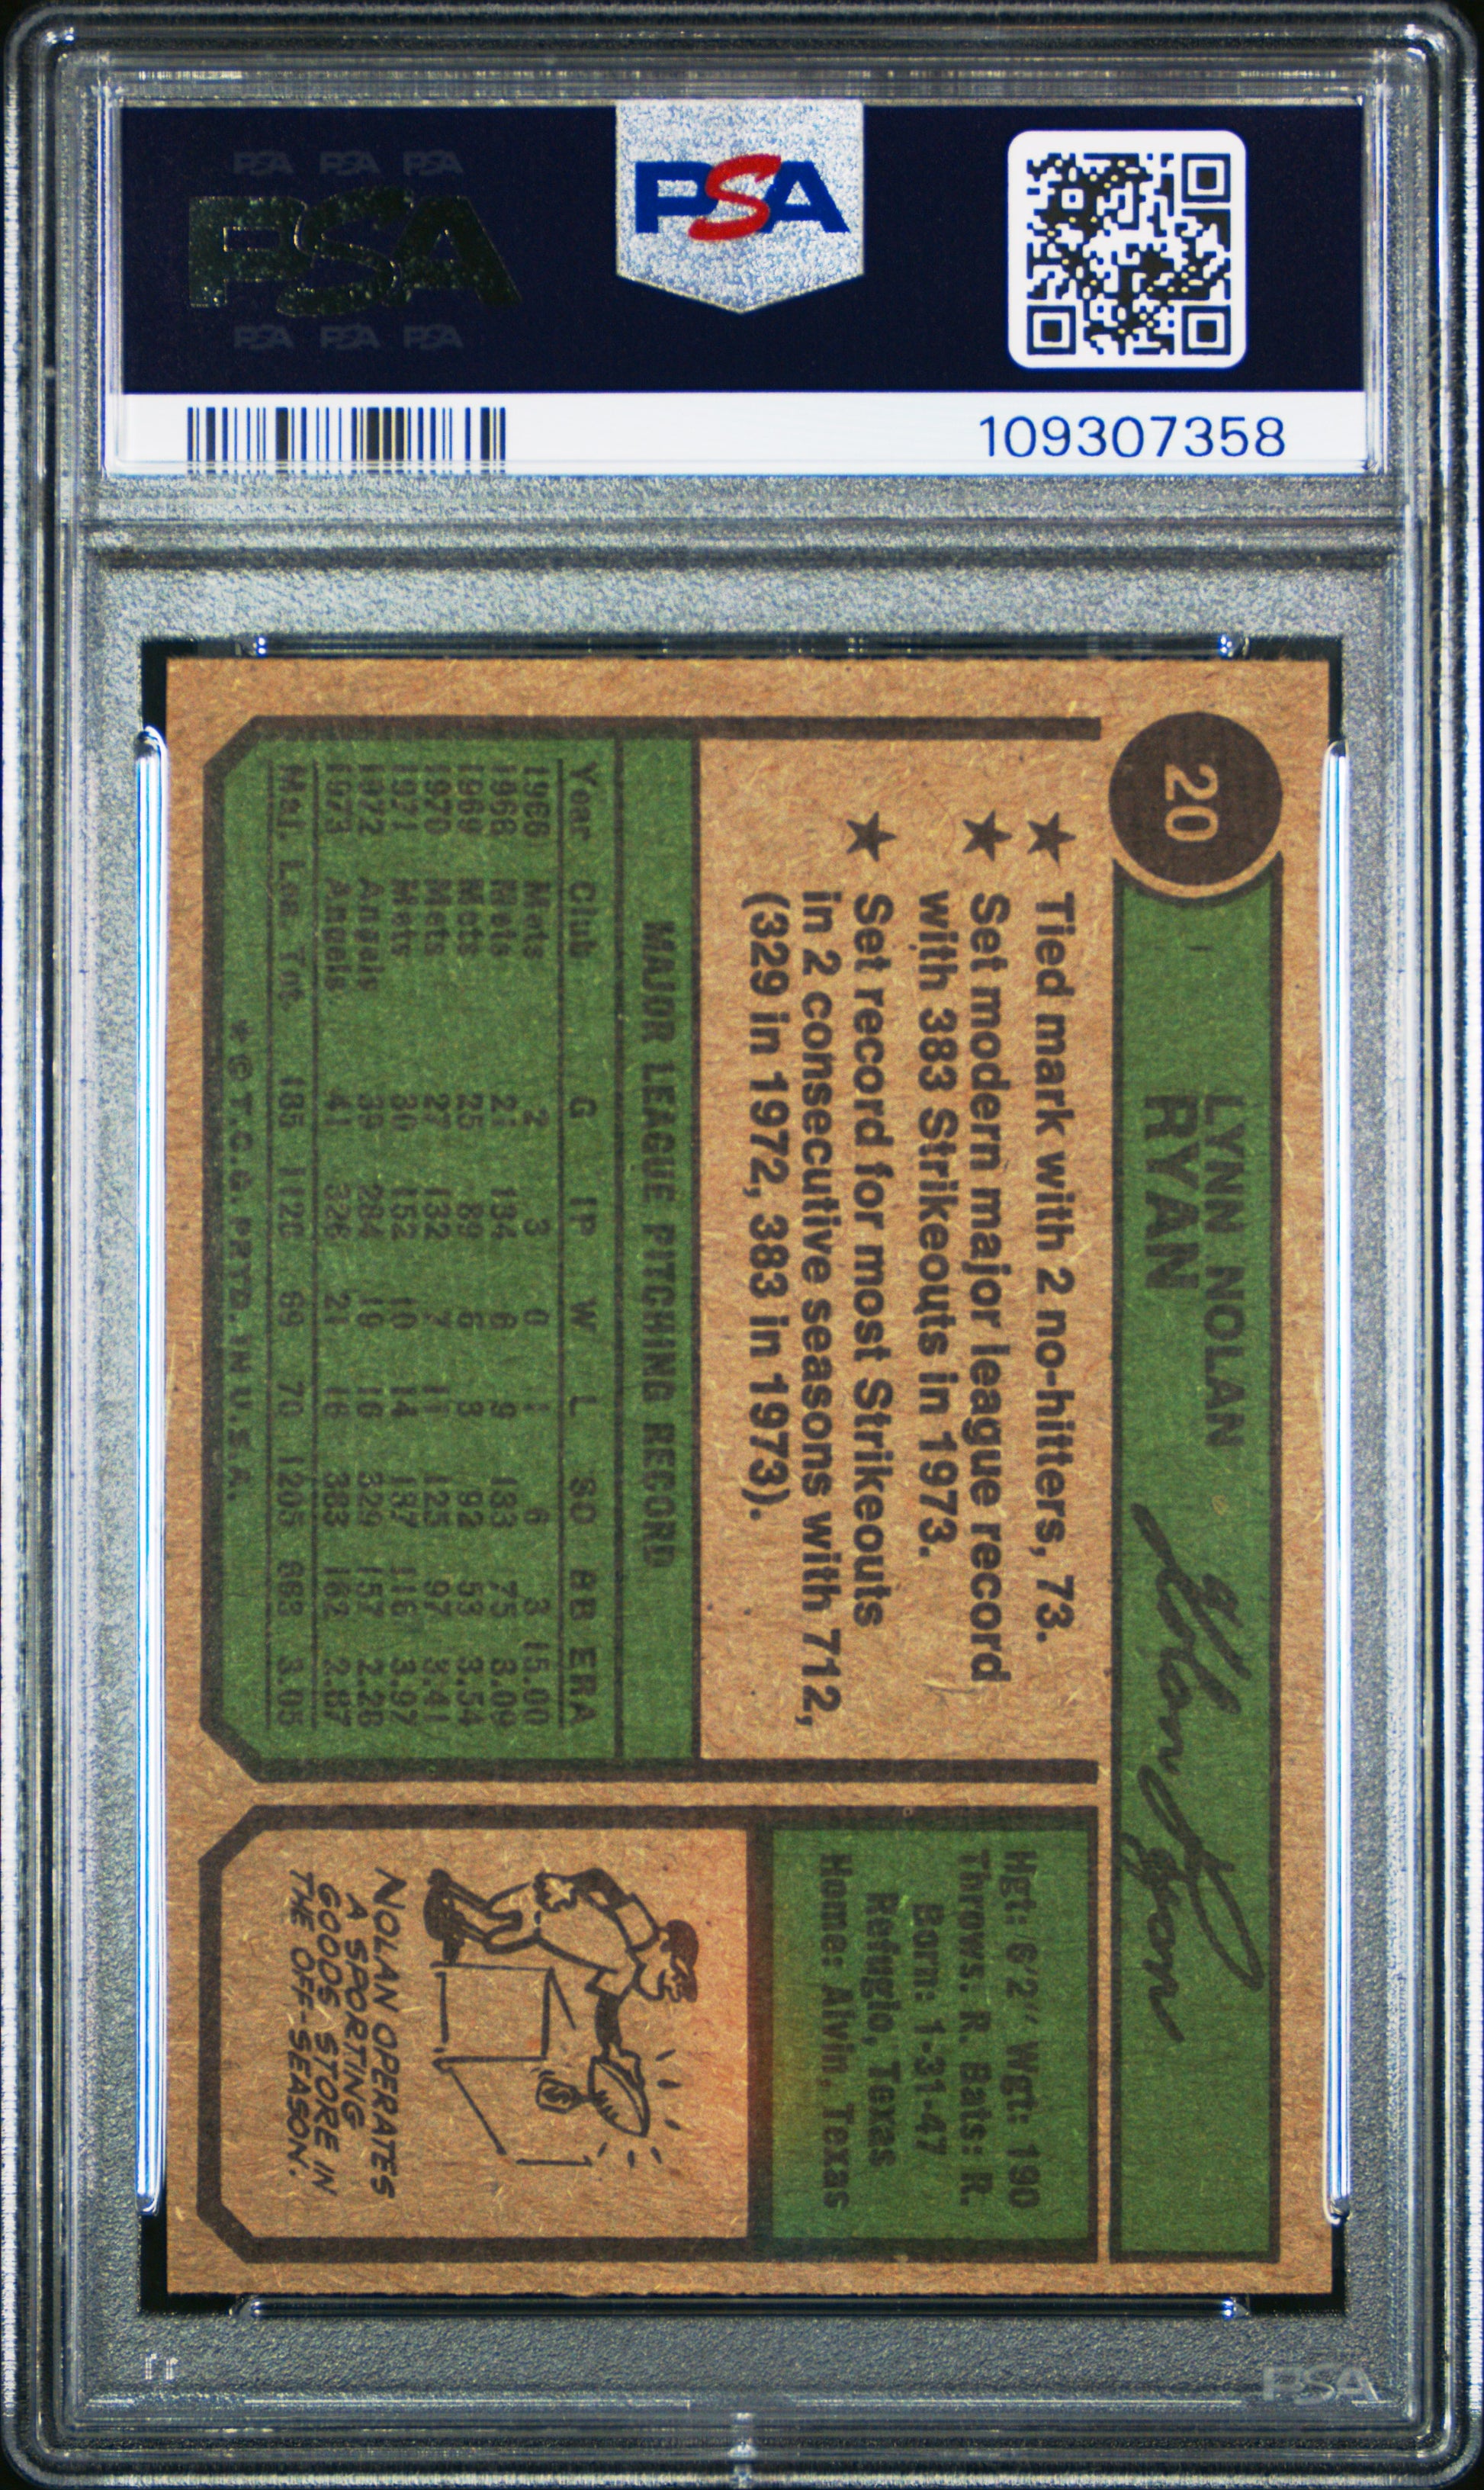 PSA PSA PSA
PSA
PSA PSA PSA
PSA
109307358
20
LYNN NOLAN
RYAN
Nolan Ryan
★ Tied mark with 2 no-hitters, 73.
★ Set modern major league record
with 383 Strikeouts in 1973.
★ Set record for most Strikeouts
in 2 consecutive seasons with 712,
(329 in 1972, 383 in 1973).
MAJOR LEAGUE PITCHING RECORD
Year Club G IP W L SO BB ERA
1966 Mets 2 3 0 1 6 3 15.00
1968 Mets 21 134 6 9 133 75 3.09
1969 Mets 25 89 6 3 92 53 3.54
1970 Mets 27 132 7 11 125 97 3.41
1971 Mets 30 152 10 14 137 116 3.97
1972 Angels 39 284 19 16 329 157 2.28
1973 Angels 41 326 21 16 383 162 2.87
Maj. Lea. Tot. 185 1120 69 70 1205 663 3.05
*© T.C.G. PRTD. IN U.S.A.
Hgt: 6'2" Wgt: 190
Throws: R. Bats: R.
Born: 1-31-47
Refugio, Texas
Home: Alvin, Texas
$
NOLAN OPERATES
A SPORTING
GOODS STORE IN
THE OFF-SEASON.
PSA